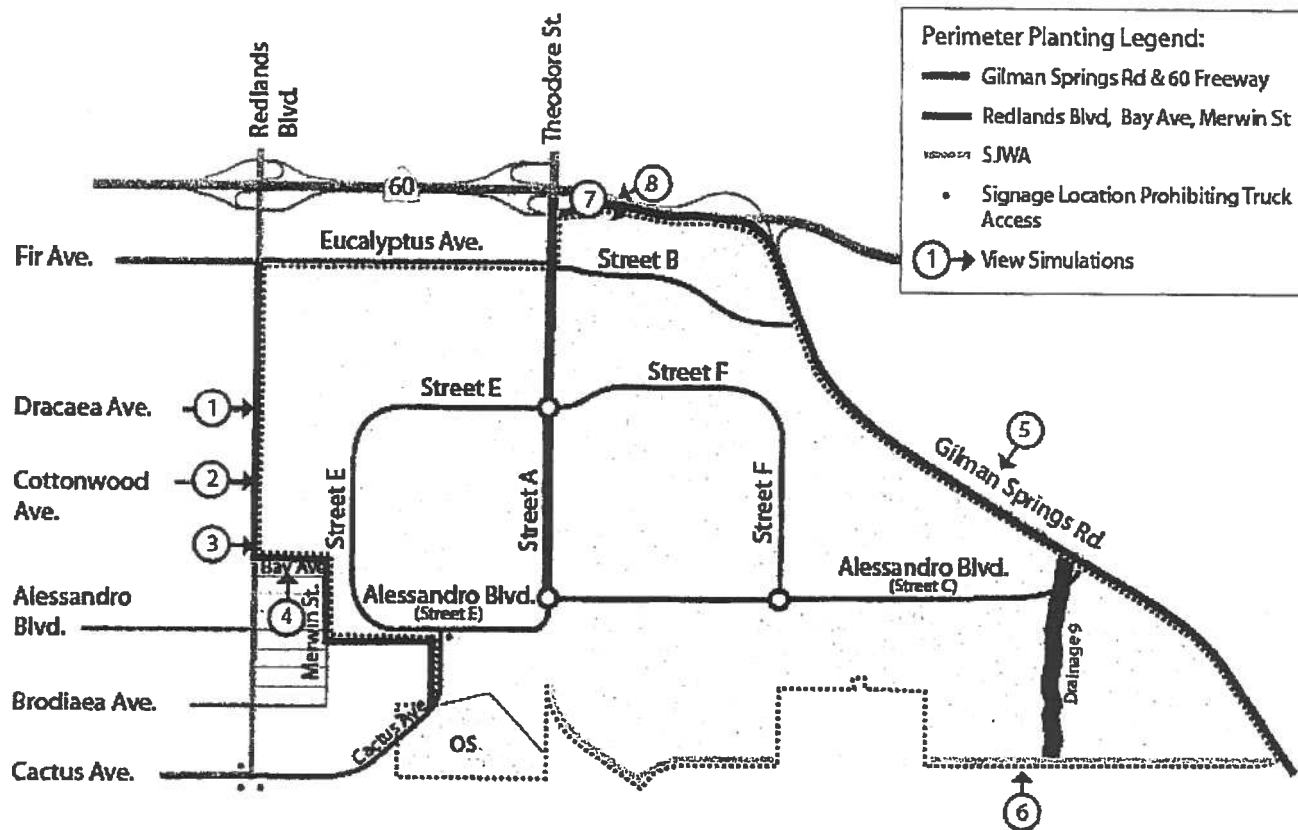 Perimeter Planting Legend:
Gilman Springs Rd & 60 Freeway
Redlands Blvd, Bay Ave, Merwin St
SJWA
Signage Location Prohibiting Truck
Access
1 View Simulations
Redlands
Blvd.
Theodore St.
60
7
8
Fir Ave.
Eucalyptus Ave.
Street B
Dracaea Ave.
1
Street E
Street F
Cottonwood
Ave.
2
Street E
Street A
Street F
5
Gilman Springs Rd.
3
Bay Ave
Alessandro
Blvd.
4
Merwin St.
Alessandro Blvd.
(Street E)
Alessandro Blvd.
(Street C)
Drainage 9
Brodiaea Ave.
Cactus Ave
OS
Cactus Ave.
6